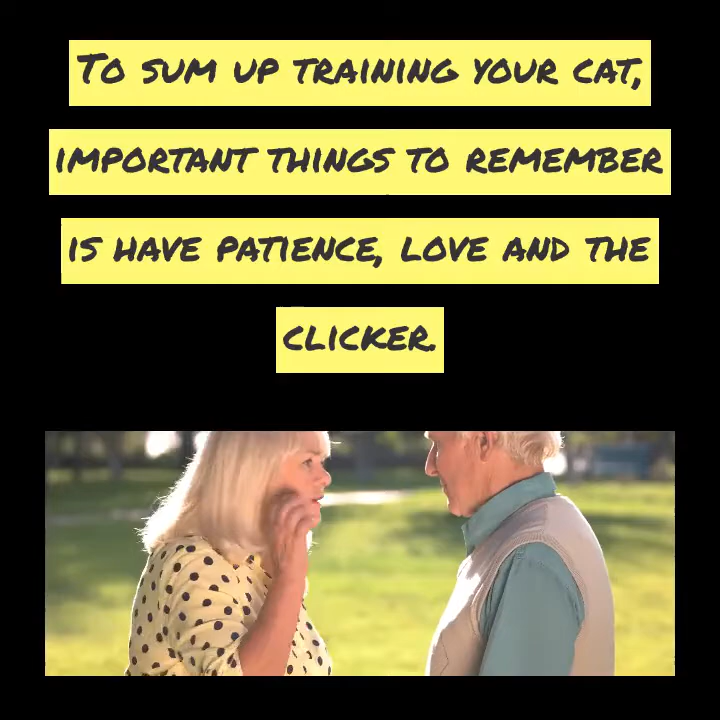 To sum up training your cat,
important things to remember
is have patience, love and the
clicker.